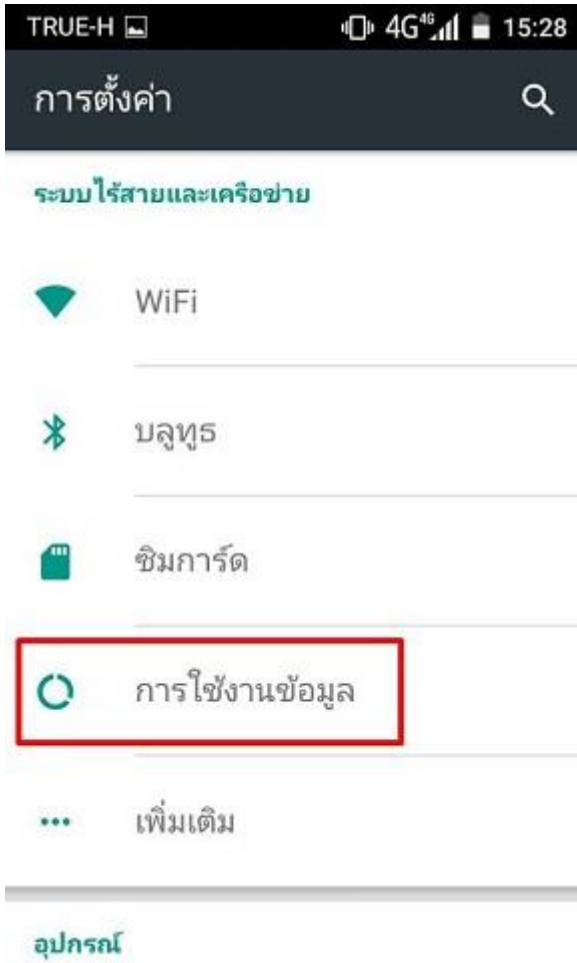 TRUE-H 4G 4G 15:28
การตั้งค่า
ระบบไร้สายและเครือข่าย
WiFi
บลูทูธ
ซิมการ์ด
การใช้งานข้อมูล
เพิ่มเติม
อุปกรณ์